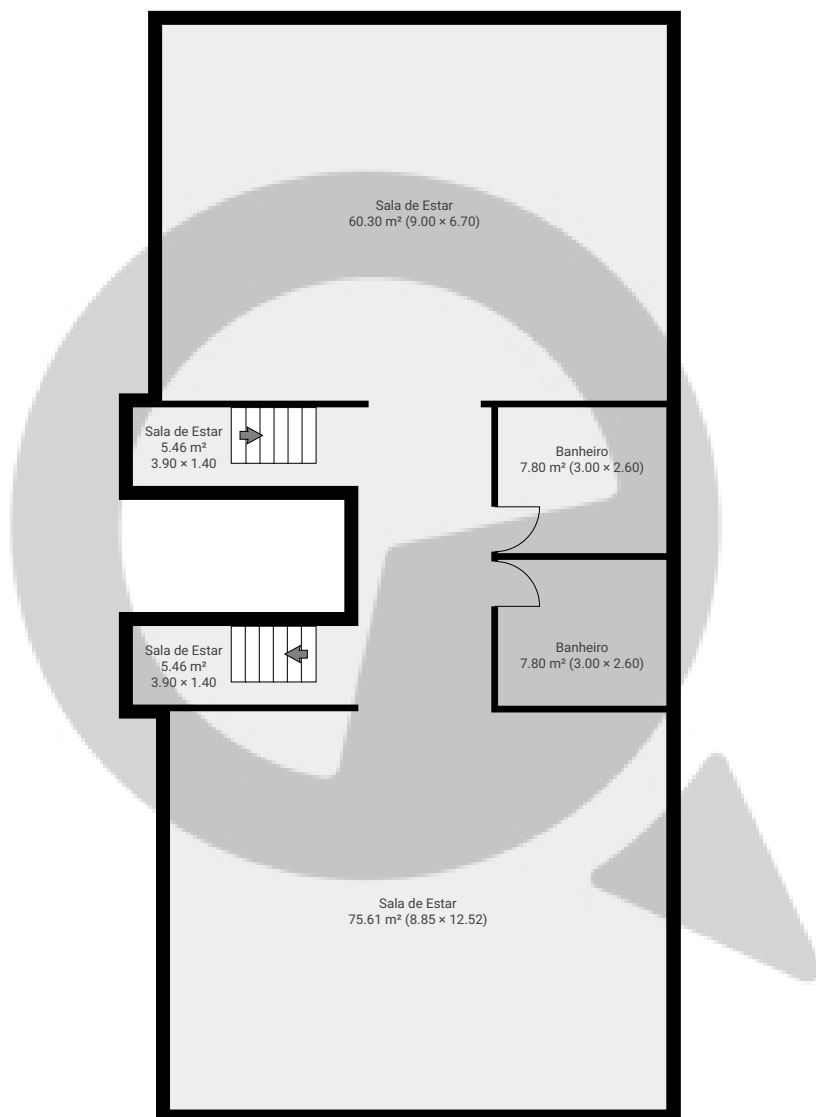 Sala de Estar
60.30 m² (9.00 × 6.70)
Sala de Estar
5.46 m²
3.90 × 1.40
Banheiro
7.80 m² (3.00 × 2.60)
Sala de Estar
5.46 m²
3.90 × 1.40
Banheiro
7.80 m² (3.00 × 2.60)
Sala de Estar
75.61 m² (8.85 × 12.52)